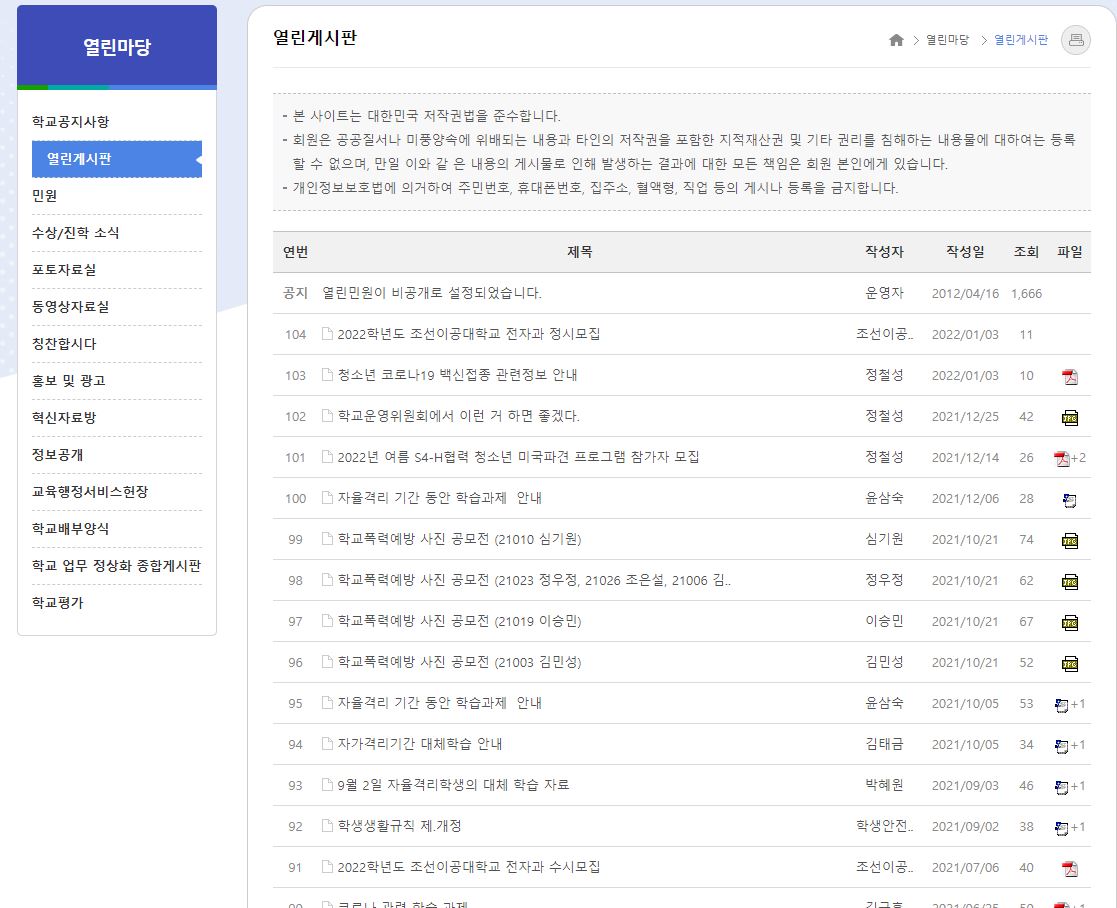 열린마당
학교공지사항
열린게시판
민원
수상/진학 소식
포토자료실
동영상자료실
칭찬합시다
홍보 및 광고
혁신자료방
정보공개
교육행정서비스헌장
학교배부양식
학교 업무 정상화 종합게시판
학교평가
열린게시판
열린마당 > 열린게시판
- 본 사이트는 대한민국 저작권법을 준수합니다.
- 회원은 공공질서나 미풍양속에 위배되는 내용과 타인의 저작권을 포함한 지적재산권 및 기타 권리를 침해하는 내용물에 대하여는 등록
할 수 없으며, 만일 이와 같 은 내용의 게시물로 인해 발생하는 결과에 대한 모든 책임은 회원 본인에게 있습니다.
- 개인정보보호법에 의거하여 주민번호, 휴대폰번호, 집주소, 혈액형, 직업 등의 게시나 등록을 금지합니다.
연번 제목 작성자 작성일 조회 파일
공지 열린민원이 비공개로 설정되었습니다. 운영자 2012/04/16 1,666
104 2022학년도 조선이공대학교 전자과 정시모집 조선이공.. 2022/01/03 11
103 청소년 코로나19 백신접종 관련정보 안내 정철성 2022/01/03 10
102 학교운영위원회에서 이런 거 하면 좋겠다. 정철성 2021/12/25 42 JPG
101 2022년 여름 S4-H협력 청소년 미국파견 프로그램 참가자 모집 정철성 2021/12/14 26 +2
100 자율격리 기간 동안 학습과제 안내 윤삼숙 2021/12/06 28
99 학교폭력예방 사진 공모전 (21010 심기원) 심기원 2021/10/21 74 JPG
98 학교폭력예방 사진 공모전 (21023 정우정, 21026 조은설, 21006 김.. 정우정 2021/10/21 62 JPG
97 학교폭력예방 사진 공모전 (21019 이승민) 이승민 2021/10/21 67 JPG
96 학교폭력예방 사진 공모전 (21003 김민성) 김민성 2021/10/21 52 JPG
95 자율격리 기간 동안 학습과제 안내 윤삼숙 2021/10/05 53 +1
94 자가격리기간 대체학습 안내 김태금 2021/10/05 34 +1
93 9월 2일 자율격리학생의 대체 학습 자료 박혜원 2021/09/03 46 +1
92 학생생활규칙 제.개정 학생안전.. 2021/09/02 38 +1
91 2022학년도 조선이공대학교 전자과 수시모집 조선이공.. 2021/07/06 40